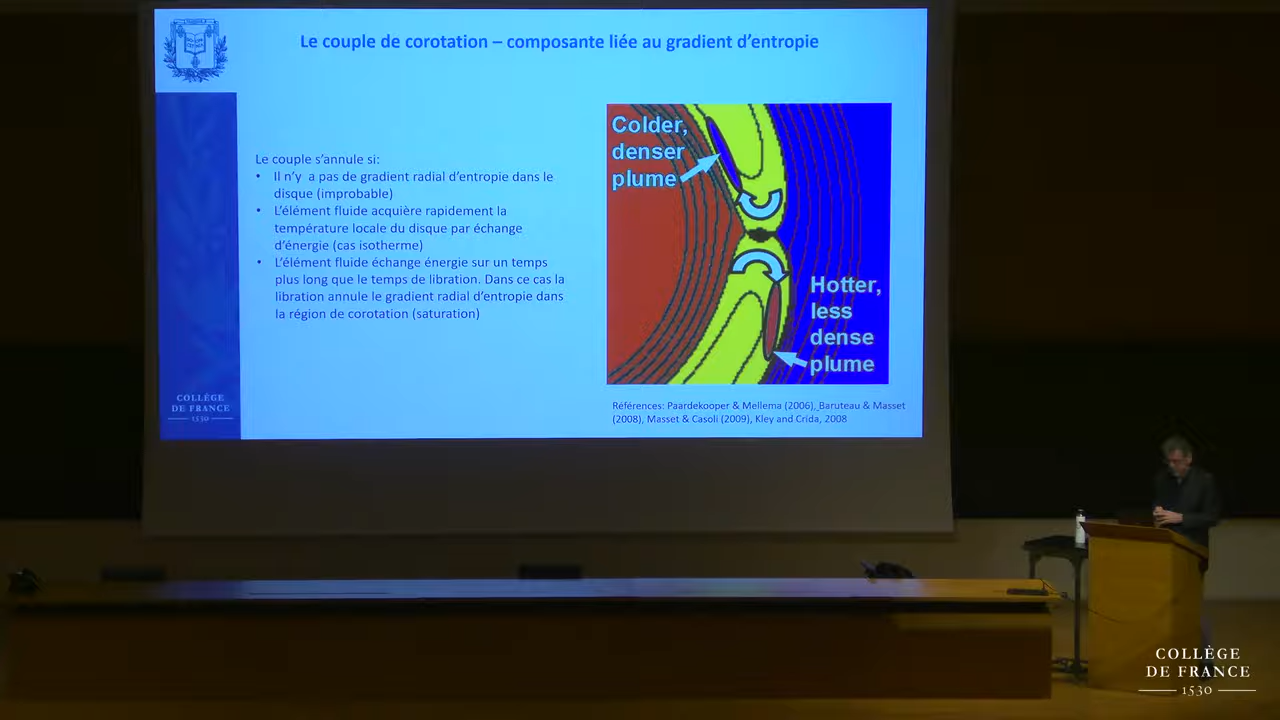 Le couple de corotation – composante liée au gradient d'entropie
Le couple s'annule si:
• Il n'y a pas de gradient radial d'entropie dans le
disque (improbable)
• L'élément fluide acquière rapidement la
température locale du disque par échange
d'énergie (cas isotherme)
• L'élément fluide échange énergie sur un temps
plus long que le temps de libration. Dans ce cas la
libration annule le gradient radial d'entropie dans
la région de corotation (saturation)
Colder,
denser
plume
Hotter,
less
dense
plume
Références: Paardekooper & Mellema (2006), Baruteau & Masset
(2008), Masset & Casoli (2009), Kley and Crida, 2008
COLLÈGE
DE FRANCE
1530
COLLÈGE
DE FRANCE
1530